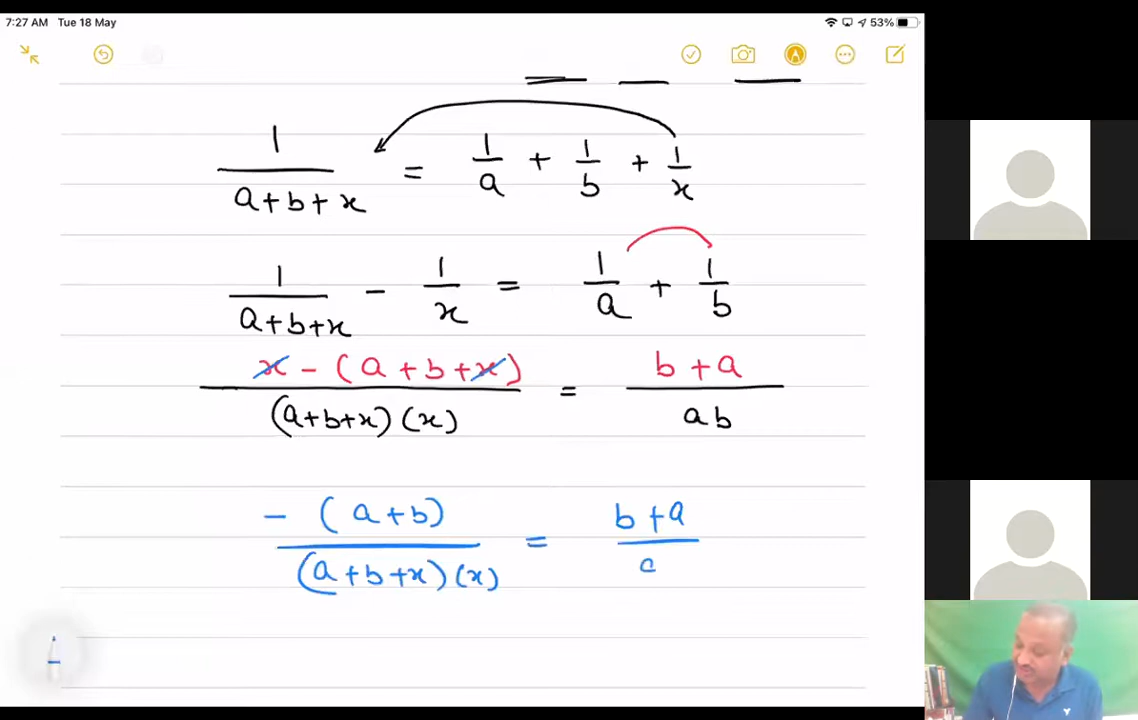 7:27 AM Tue 18 May 53%
1/(a+b+x) = 1/a + 1/b + 1/x
1/(a+b+x) - 1/x = 1/a + 1/b
(x - (a+b+x))/((a+b+x)(x)) = (b+a)/(ab)
(-(a+b))/((a+b+x)(x)) = (b+a)/a